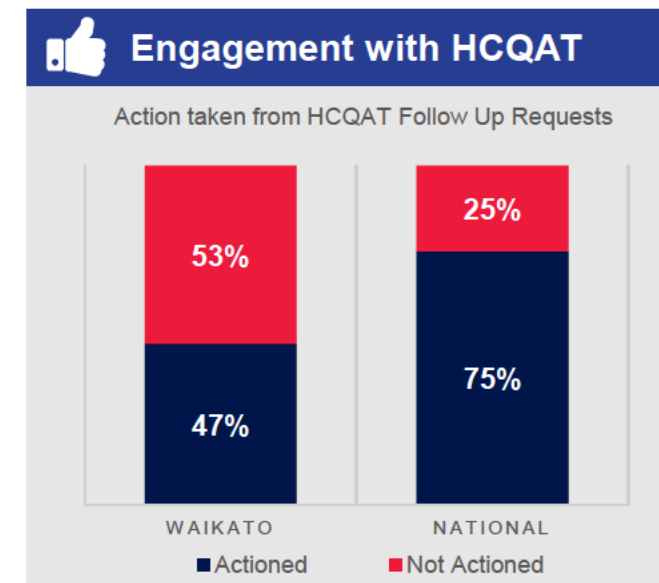 Engagement with HCQAT
Action taken from HCQAT Follow Up Requests
53%
47%
25%
75%
WAIKATO
NATIONAL
Actioned
Not Actioned